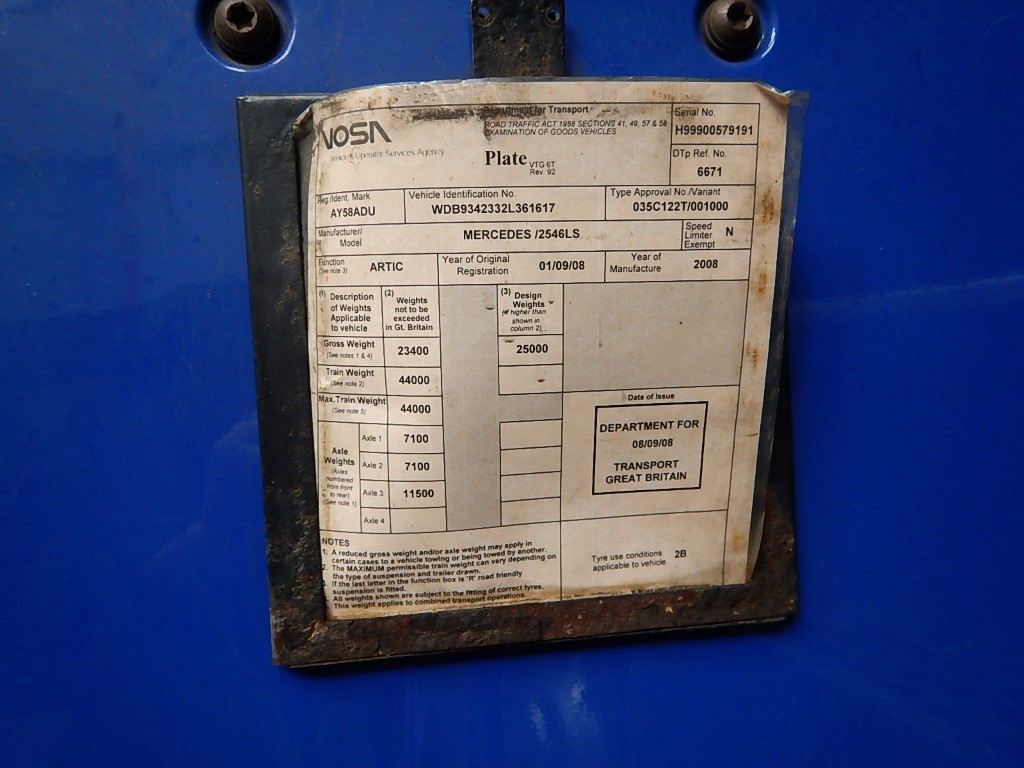 VOSA
Vehicle & Operator Services Agency
Department for Transport
ROAD TRAFFIC ACT 1988 SECTIONS 41, 49, 57 & 58
EXAMINATION OF GOODS VEHICLES
Plate VTG 6T
Rev. 92
Serial No.
H99900579191
DTp Ref. No.
6671
Reg./Ident. Mark
AY58ADU
Vehicle Identification No.
WDB9342332L361617
Type Approval No./Variant
035C122T/001000
Manufacturer/
Model
MERCEDES /2546LS
Speed
Limiter
Exempt
N
Function
(See note 3)
ARTIC
Year of Original
Registration
01/09/08
Year of
Manufacture
2008
(1) Description
of Weights
Applicable
to vehicle
(2) Weights
not to be
exceeded
in Gt. Britain
(3) Design
Weights
(if higher than
shown in
column 2)
Gross Weight
(See notes 1 & 4)
23400
25000
Train Weight
(See note 2)
44000
Max.Train Weight
(See note 5)
44000
Axle
Weights
(Axles
numbered
from front
to rear)
(See note 1)
Axle 1
7100
Axle 2
7100
Axle 3
11500
Axle 4
Date of Issue
DEPARTMENT FOR
08/09/08
TRANSPORT
GREAT BRITAIN
NOTES
1. A reduced gross weight and/or axle weight may apply in
certain cases to a vehicle towing or being towed by another.
2. The MAXIMUM permissible train weight can vary depending on
the type of suspension and trailer drawn.
3. If the last letter in the function box is 'R' road friendly
suspension is fitted.
All weights shown are subject to the fitting of correct tyres.
This weight applies to combined transport operations.
Tyre use conditions 2B
applicable to vehicle